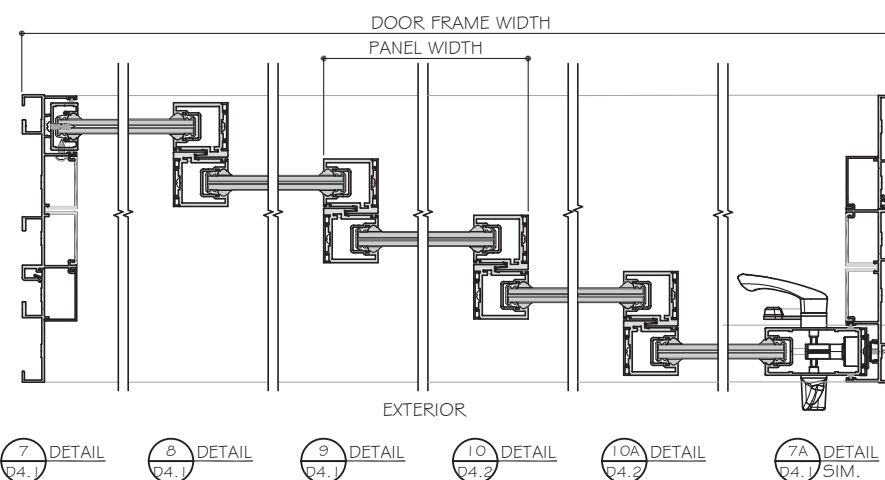 DOOR FRAME WIDTH
PANEL WIDTH
EXTERIOR
7 DETAIL
D4.1
8 DETAIL
D4.1
9 DETAIL
D4.1
10 DETAIL
D4.2
10A DETAIL
D4.2
7A DETAIL
D4.1 SIM.